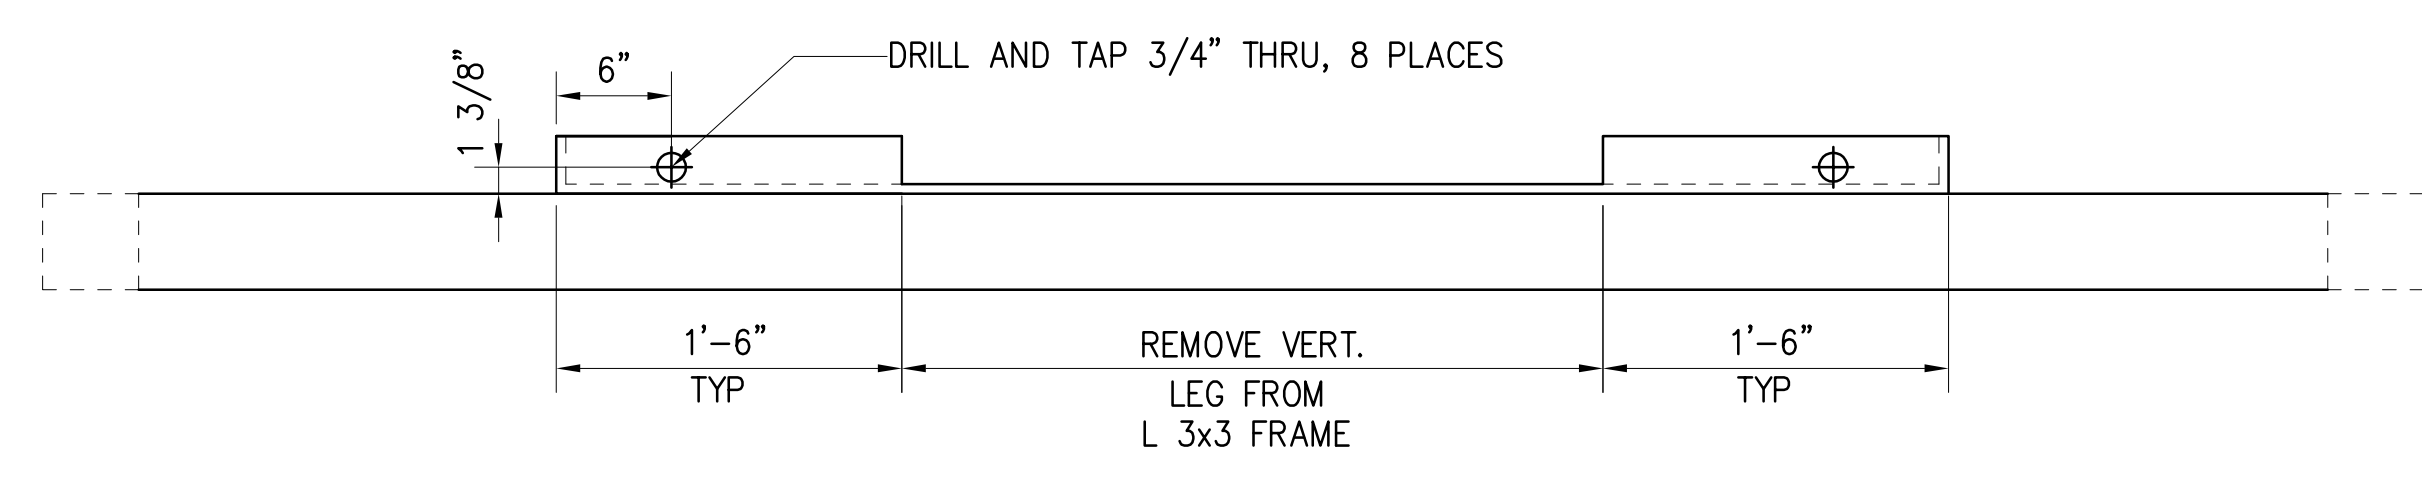 DRILL AND TAP 3/4" THRU, 8 PLACES
6"
1 3/8"
1'-6"
TYP
REMOVE VERT.
LEG FROM
L 3x3 FRAME
1'-6"
TYP